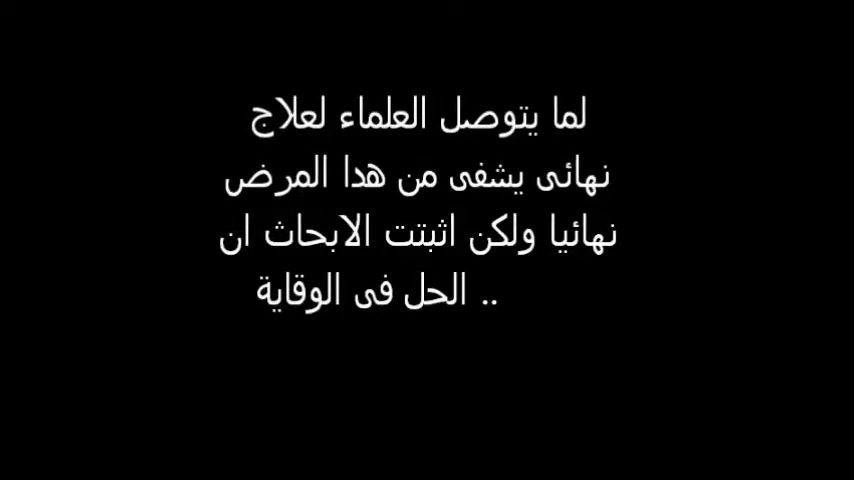 لما يتوصل العلماء لعلاج
نهائى يشفى من هدا المرض
نهائيا ولكن اثبتت الابحاث ان
.. الحل فى الوقاية